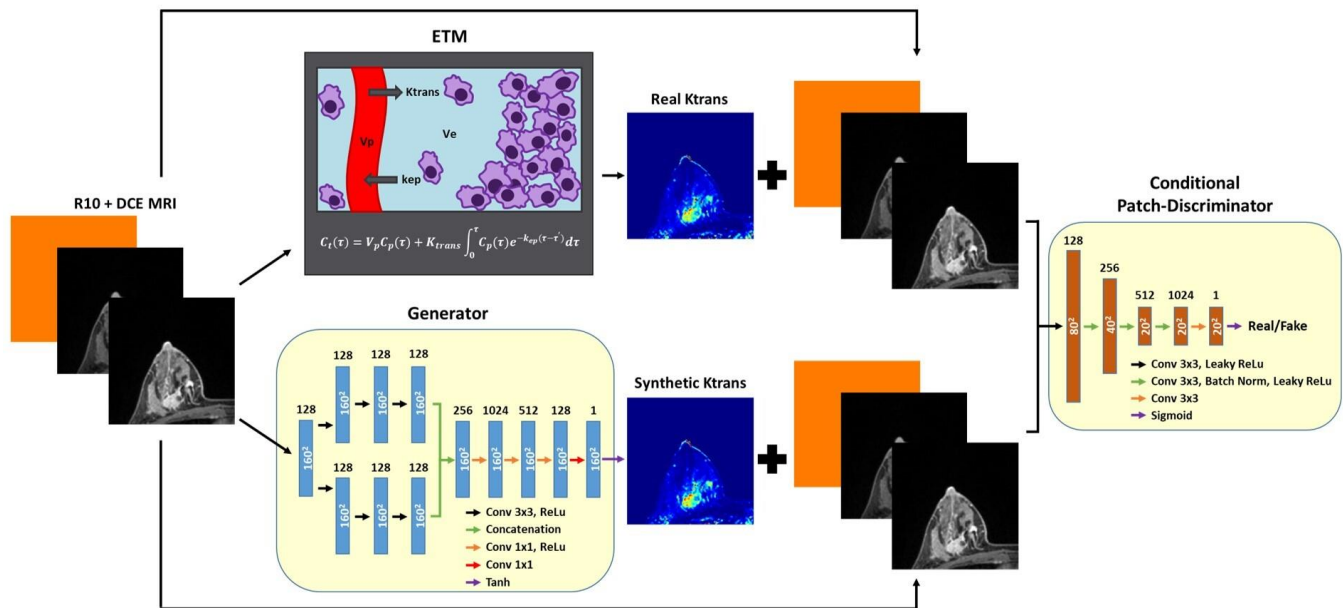 ETM
Ktrans
Vp
Ve
kep
C_t(τ) = V_pC_p(τ) + K_trans ∫_0^τ C_p(τ)e^{-k_ep(τ-τ')}dτ
R10 + DCE MRI
Real Ktrans
Generator
128
160²
128 128 128
160² 160² 160²
128 128 128
160² 160² 160²
256 1024 512 128 1
160² 160² 160² 160² 160²
Conv 3x3, ReLu
Concatenation
Conv 1x1, ReLu
Conv 1x1
Tanh
Synthetic Ktrans
Conditional
Patch-Discriminator
128
256
512 1024 1
80² 40² 20² 20² 20²
Real/Fake
Conv 3x3, Leaky ReLu
Conv 3x3, Batch Norm, Leaky ReLu
Conv 3x3
Sigmoid